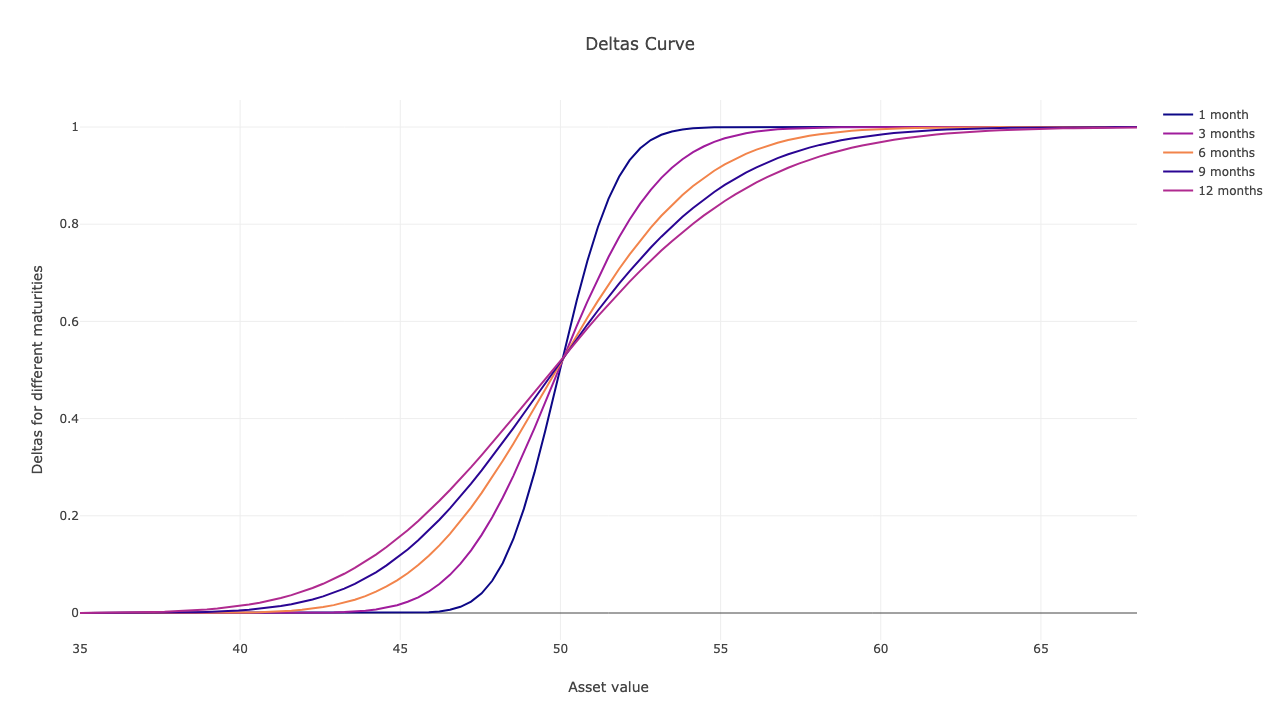 Deltas Curve
1 month
3 months
6 months
9 months
12 months
Deltas for different maturities
1
0.8
0.6
0.4
0.2
0
35
40
45
50
55
60
65
Asset value